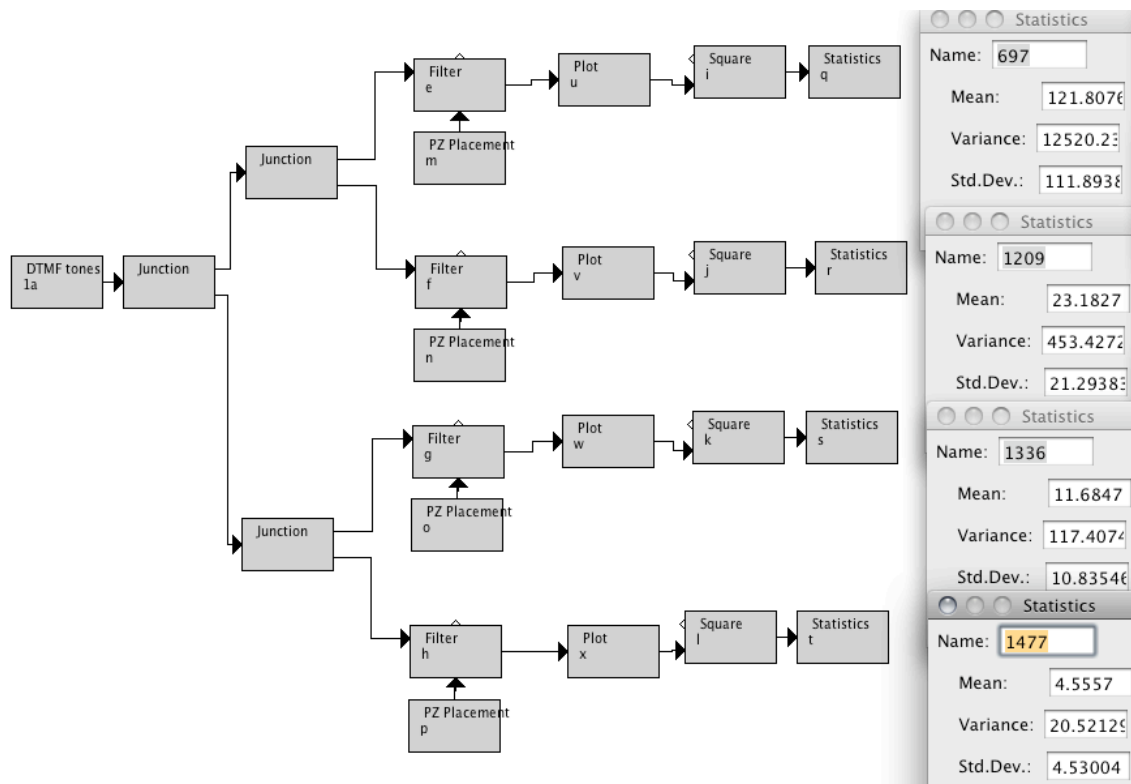 Filter
e
Plot
u
Square
i
Statistics
q
PZ Placement
m
Junction
DTMF tones
1a
Junction
Filter
f
Plot
v
Square
j
Statistics
r
PZ Placement
n
Filter
g
Plot
w
Square
k
Statistics
s
PZ Placement
o
Junction
Filter
h
Plot
x
Square
l
Statistics
t
PZ Placement
p
Statistics
Name: 697
Mean: 121.8076
Variance: 12520.23
Std.Dev.: 111.8938
Statistics
Name: 1209
Mean: 23.1827
Variance: 453.4272
Std.Dev.: 21.29383
Statistics
Name: 1336
Mean: 11.6847
Variance: 117.4074
Std.Dev.: 10.83546
Statistics
Name: 1477
Mean: 4.5557
Variance: 20.52129
Std.Dev.: 4.53004